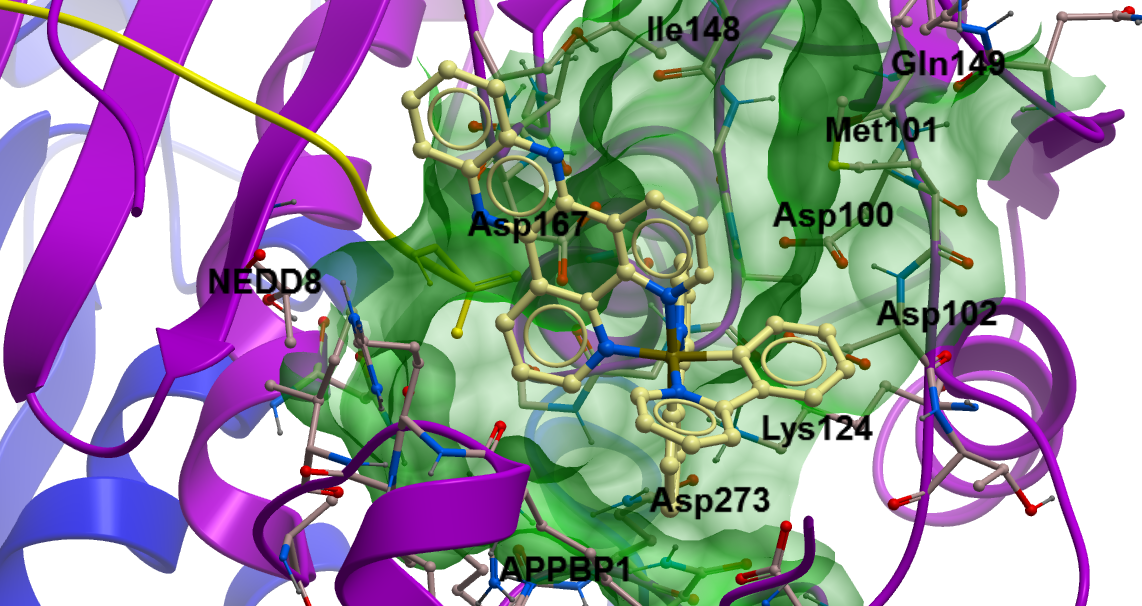 Ile148
Gln149
Met101
Asp167
Asp100
NEDD8
Asp102
Lys124
Asp273
APPBP1